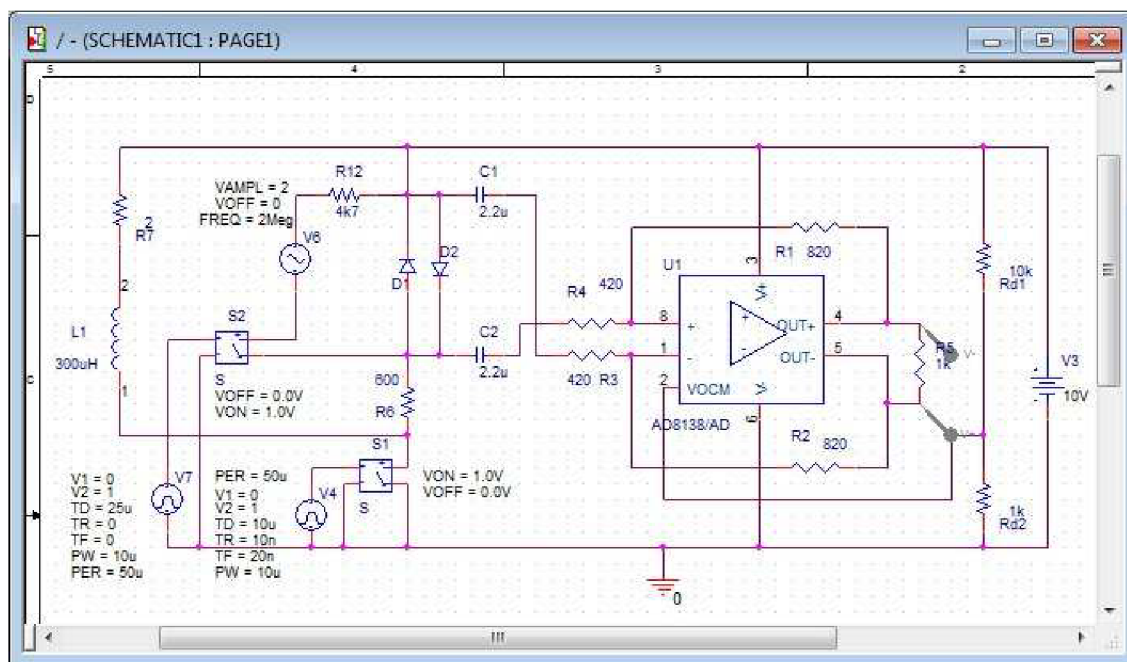 / - (SCHEMATIC1 : PAGE1)
5
4
3
2
D
C
R12
4k7
C1
2.2u
VAMPL = 2
VOFF = 0
FREQ = 2Meg
V6
2
R7
D2
D1
R1
820
U1
3
V+
10k
Rd1
R4
420
2
L1
300uH
1
S2
S
VOFF = 0.0V
VON = 1.0V
C2
2.2u
8
+
1
-
2
VOCM
+
-
OUT+
4
OUT-
5
V-
6
AD8138/AD
420
R3
R5
1k
V-
V+
V3
10V
600
R6
R2
820
S1
S
VON = 1.0V
VOFF = 0.0V
V7
V1 = 0
V2 = 1
TD = 25u
TR = 0
TF = 0
PW = 10u
PER = 50u
PER = 50u
V1 = 0
V2 = 1
TD = 10u
TR = 10n
TF = 20n
PW = 10u
V4
1k
Rd2
0